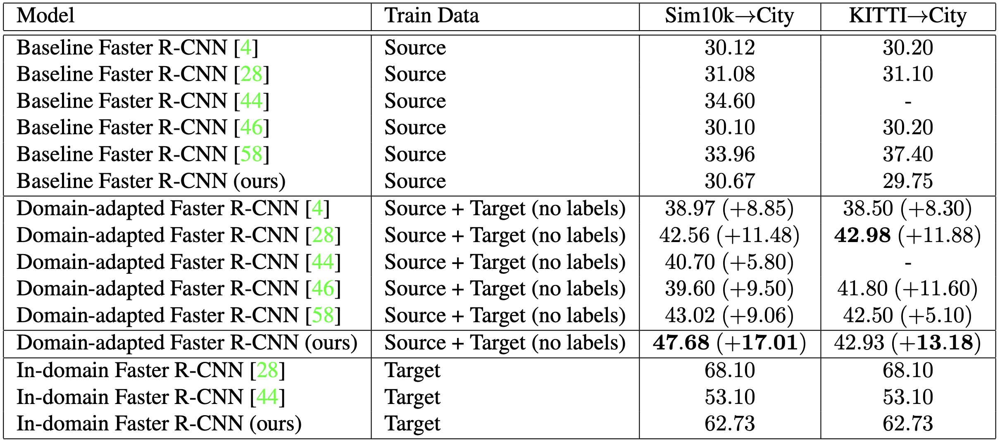 Model Train Data Sim10k→City KITTI→City
Baseline Faster R-CNN [4] Source 30.12 30.20
Baseline Faster R-CNN [28] Source 31.08 31.10
Baseline Faster R-CNN [44] Source 34.60 -
Baseline Faster R-CNN [46] Source 30.10 30.20
Baseline Faster R-CNN [58] Source 33.96 37.40
Baseline Faster R-CNN (ours) Source 30.67 29.75
Domain-adapted Faster R-CNN [4] Source + Target (no labels) 38.97 (+8.85) 38.50 (+8.30)
Domain-adapted Faster R-CNN [28] Source + Target (no labels) 42.56 (+11.48) 42.98 (+11.88)
Domain-adapted Faster R-CNN [44] Source + Target (no labels) 40.70 (+5.80) -
Domain-adapted Faster R-CNN [46] Source + Target (no labels) 39.60 (+9.50) 41.80 (+11.60)
Domain-adapted Faster R-CNN [58] Source + Target (no labels) 43.02 (+9.06) 42.50 (+5.10)
Domain-adapted Faster R-CNN (ours) Source + Target (no labels) 47.68 (+17.01) 42.93 (+13.18)
In-domain Faster R-CNN [28] Target 68.10 68.10
In-domain Faster R-CNN [44] Target 53.10 53.10
In-domain Faster R-CNN (ours) Target 62.73 62.73